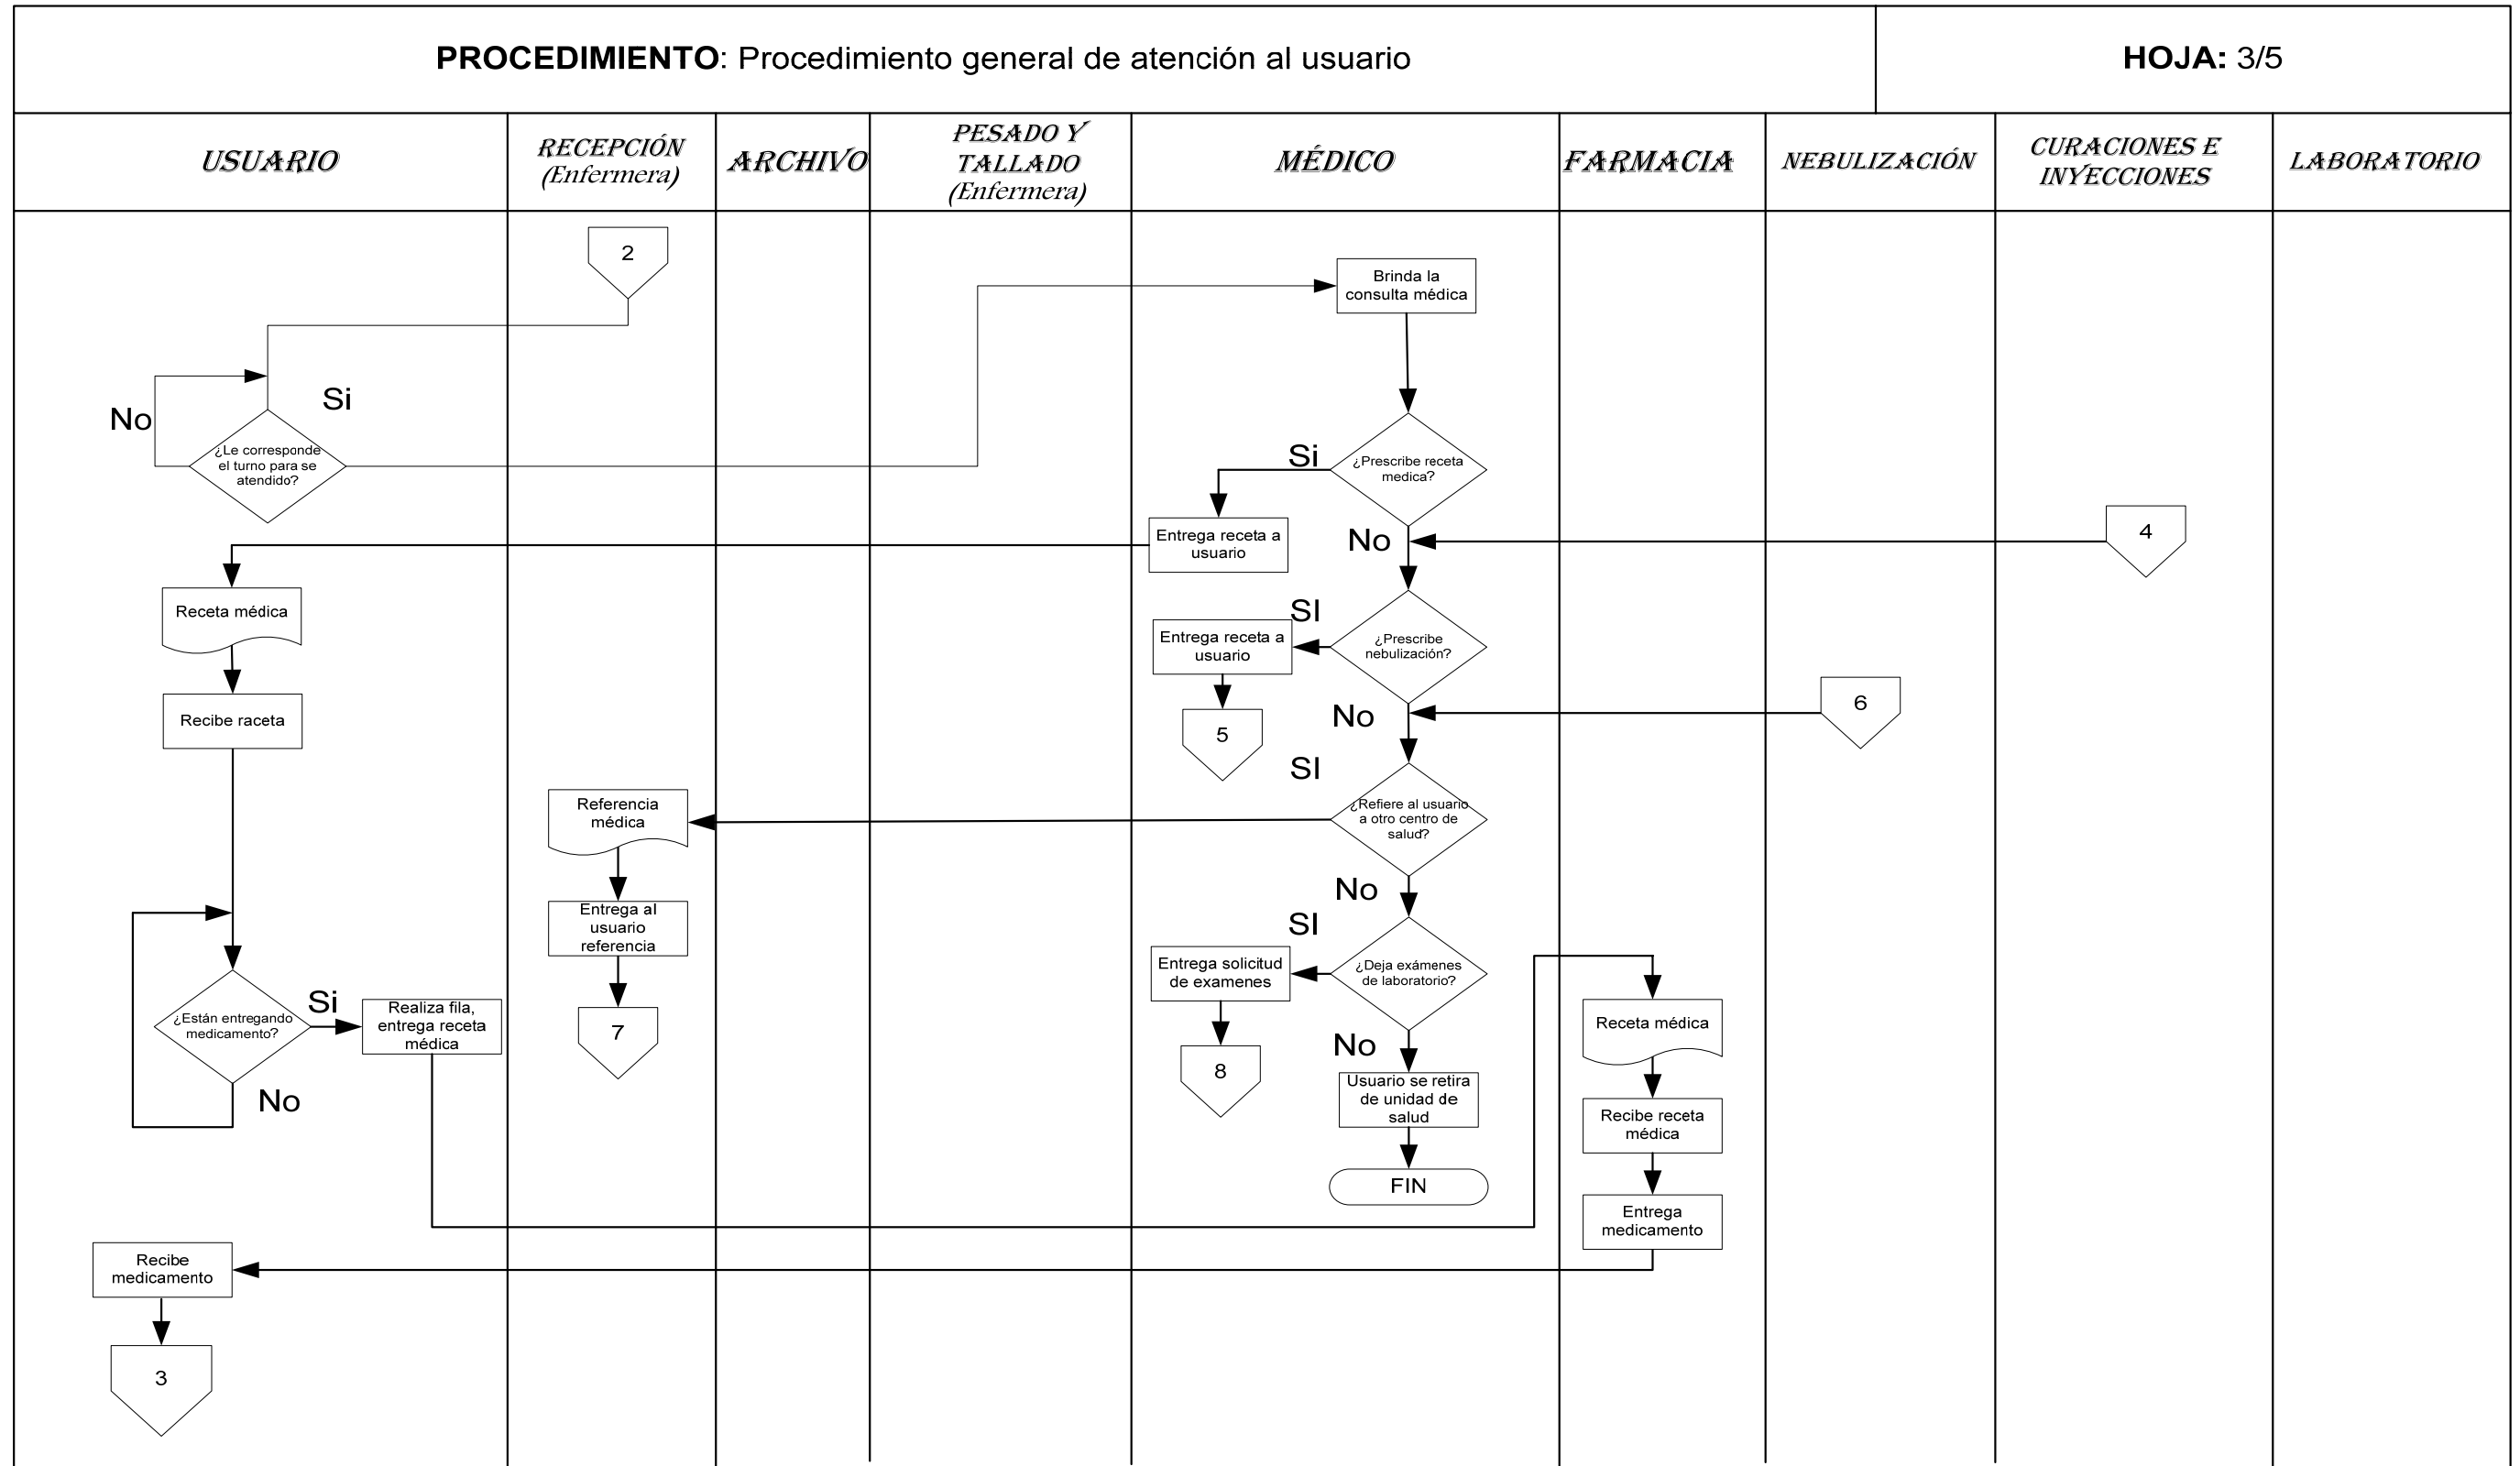 PROCEDIMIENTO: Procedimiento general de atención al usuario
HOJA: 3/5
USUARIO
RECEPCIÓN
(Enfermera)
ARCHIVO
PESADO Y
TALLADO
(Enfermera)
MÉDICO
FARMACIA
NEBULIZACIÓN
CURACIONES E
INYECCIONES
LABORATORIO
2
Brinda la
consulta médica
Si
No
¿Le corresponde
el turno para se
atendido?
Si
¿Prescribe receta
medica?
Entrega receta a
usuario
No
4
Receta médica
SI
Entrega receta a
usuario
¿Prescribe
nebulización?
Recibe raceta
5
No
6
SI
Referencia
médica
¿Refiere al usuario
a otro centro de
salud?
No
Entrega al
usuario
referencia
SI
Entrega solicitud
de examenes
¿Deja exámenes
de laboratorio?
¿Están entregando
medicamento?
Si
Realiza fila,
entrega receta
médica
7
Receta médica
No
8
No
Usuario se retira
de unidad de
salud
Recibe receta
médica
FIN
Entrega
medicamento
Recibe
medicamento
3